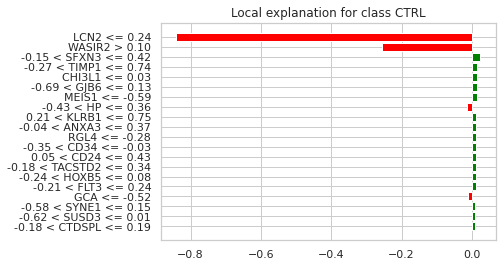 Local explanation for class CTRL
LCN2 <= 0.24
WASIR2 > 0.10
-0.15 < SFXN3 <= 0.42
-0.27 < TIMP1 <= 0.74
CHI3L1 <= 0.03
-0.69 < GJB6 <= 0.13
MEIS1 <= -0.59
-0.43 < HP <= 0.36
0.21 < KLRB1 <= 0.75
-0.04 < ANXA3 <= 0.37
RGL4 <= -0.28
-0.35 < CD34 <= -0.03
0.05 < CD24 <= 0.43
-0.18 < TACSTD2 <= 0.34
-0.24 < HOXB5 <= 0.08
-0.21 < FLT3 <= 0.24
GCA <= -0.52
-0.58 < SYNE1 <= 0.15
-0.62 < SUSD3 <= 0.01
-0.18 < CTDSPL <= 0.19
−0.8 −0.6 −0.4 −0.2 0.0